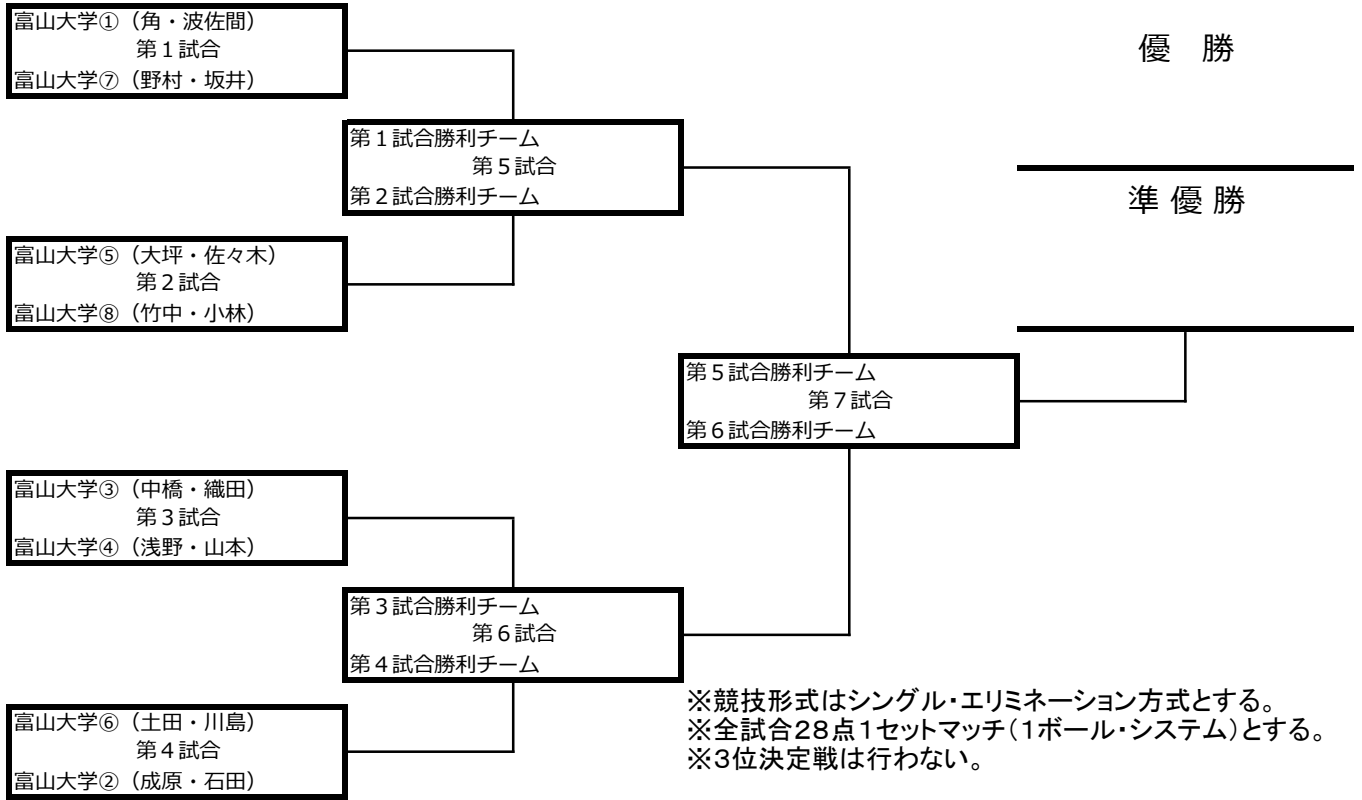 富山大学①（角・波佐間）
第１試合
富山大学⑦（野村・坂井）
優　勝
第１試合勝利チーム
第５試合
第２試合勝利チーム
準 優 勝
富山大学⑤（大坪・佐々木）
第２試合
富山大学⑧（竹中・小林）
第５試合勝利チーム
第７試合
第６試合勝利チーム
富山大学③（中橋・織田）
第３試合
富山大学④（浅野・山本）
第３試合勝利チーム
第６試合
第４試合勝利チーム
富山大学⑥（土田・川島）
第４試合
富山大学②（成原・石田）
※競技形式はシングル・エリミネーション方式とする。
※全試合２８点１セットマッチ（１ボール・システム）とする。
※３位決定戦は行わない。